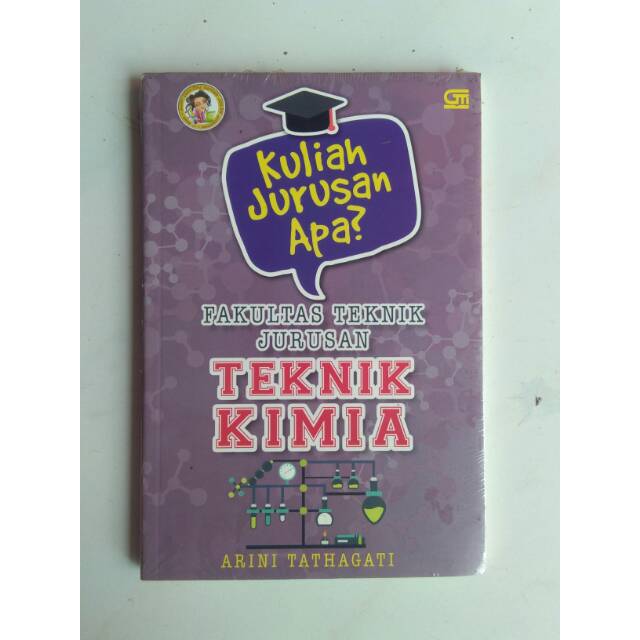 Kuliah
Jurusan
Apa?
FAKULTAS TEKNIK
JURUSAN
TEKNIK
KIMIA
ARINI TATHAGATI